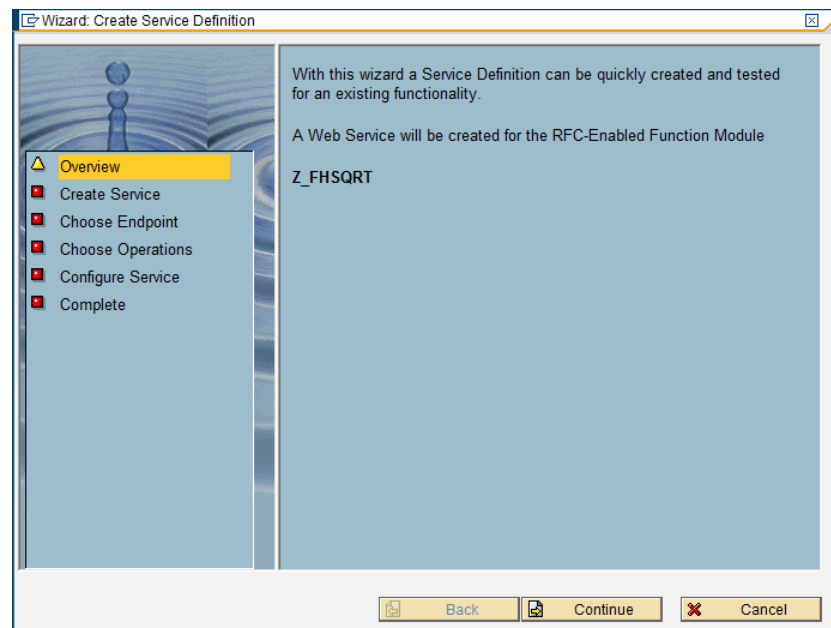 Wizard: Create Service Definition
Overview
Create Service
Choose Endpoint
Choose Operations
Configure Service
Complete
With this wizard a Service Definition can be quickly created and tested
for an existing functionality.
A Web Service will be created for the RFC-Enabled Function Module
Z_FHSQRT
Back
Continue
Cancel